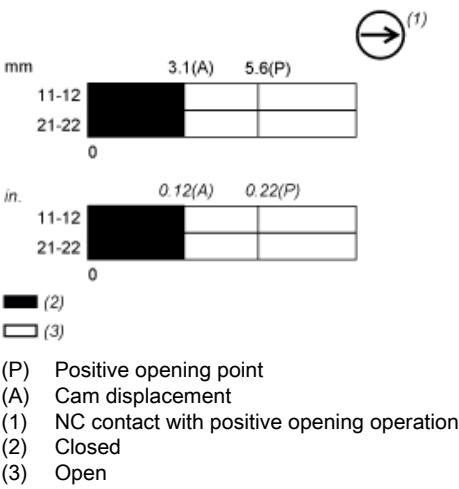 (1)
mm 3.1(A) 5.6(P)
11-12
21-22
0
in. 0.12(A) 0.22(P)
11-12
21-22
0
(2)
(3)
(P) Positive opening point
(A) Cam displacement
(1) NC contact with positive opening operation
(2) Closed
(3) Open